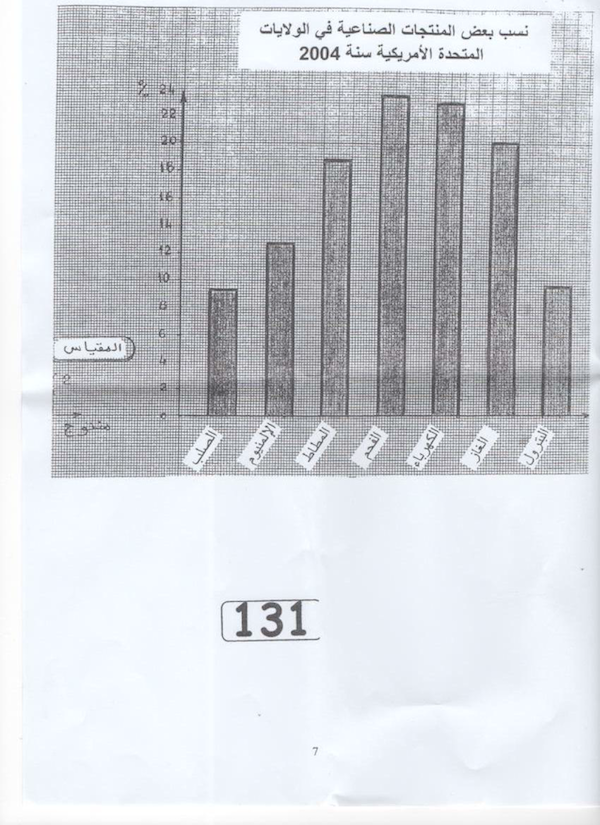 نسب بعض المنتجات الصناعية في الولايات
المتحدة الأمريكية سنة 2004
%
24
22
20
18
16
14
12
10
8
6
4
2
0
المقياس
2
منتوج
الصلب
الإلمنيوم
المطاط
الفحم
الكهرباء
الغاز
البترول
131
7